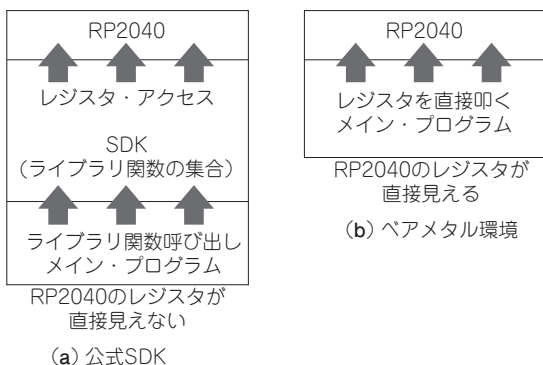 RP2040
レジスタ・アクセス
SDK
(ライブラリ関数の集合)
ライブラリ関数呼び出し
メイン・プログラム
RP2040のレジスタが
直接見えない
(a)公式SDK
RP2040
レジスタを直接叩く
メイン・プログラム
RP2040のレジスタが
直接見える
(b)ベアメタル環境